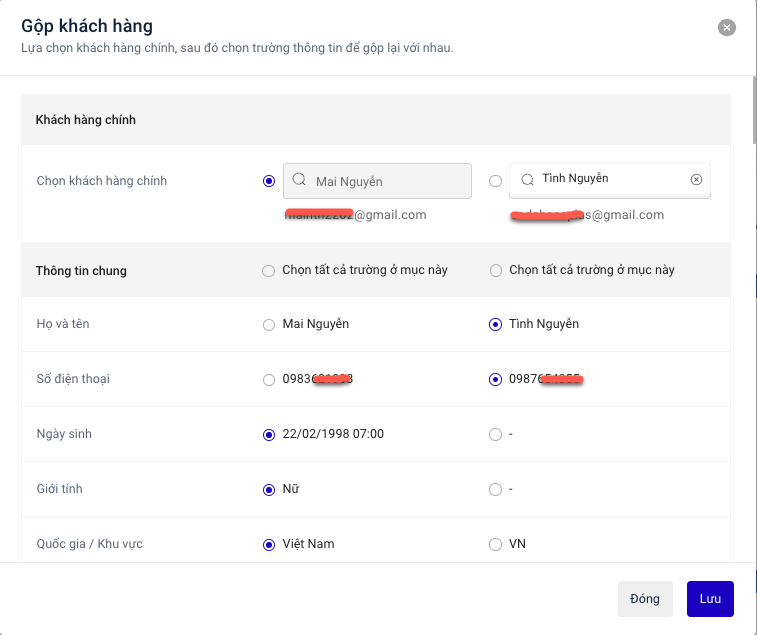 Gộp khách hàng
Lựa chọn khách hàng chính, sau đó chọn trường thông tin để gộp lại với nhau.
Khách hàng chính
Chọn khách hàng chính Mai Nguyễn Tình Nguyễn
@gmail.com s@gmail.com
Thông tin chung Chọn tất cả trường ở mục này Chọn tất cả trường ở mục này
Họ và tên Mai Nguyễn Tình Nguyễn
Số điện thoại 0983 0987
Ngày sinh 22/02/1998 07:00 -
Giới tính Nữ -
Quốc gia / Khu vực Việt Nam VN
Đóng Lưu